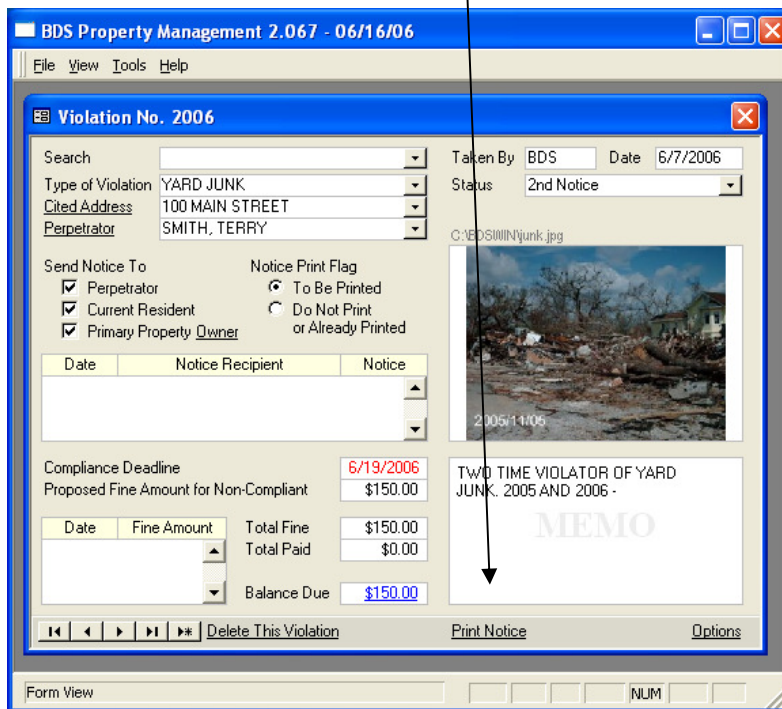 BDS Property Management 2.067 - 06/16/06
File View Tools Help
Violation No. 2006
Search
Taken By BDS Date 6/7/2006
Type of Violation YARD JUNK
Status 2nd Notice
Cited Address 100 MAIN STREET
Perpetrator SMITH, TERRY
C:\BDSWIN\junk.jpg
Send Notice To
Notice Print Flag
Perpetrator
To Be Printed
Current Resident
Do Not Print
or Already Printed
Primary Property Owner
Date Notice Recipient Notice
2005/11/05
Compliance Deadline 6/19/2006
Proposed Fine Amount for Non-Compliant $150.00
TWO TIME VIOLATOR OF YARD
JUNK. 2005 AND 2006 -
MEMO
Date Fine Amount
Total Fine $150.00
Total Paid $0.00
Balance Due $150.00
Delete This Violation
Print Notice
Options
Form View
NUM